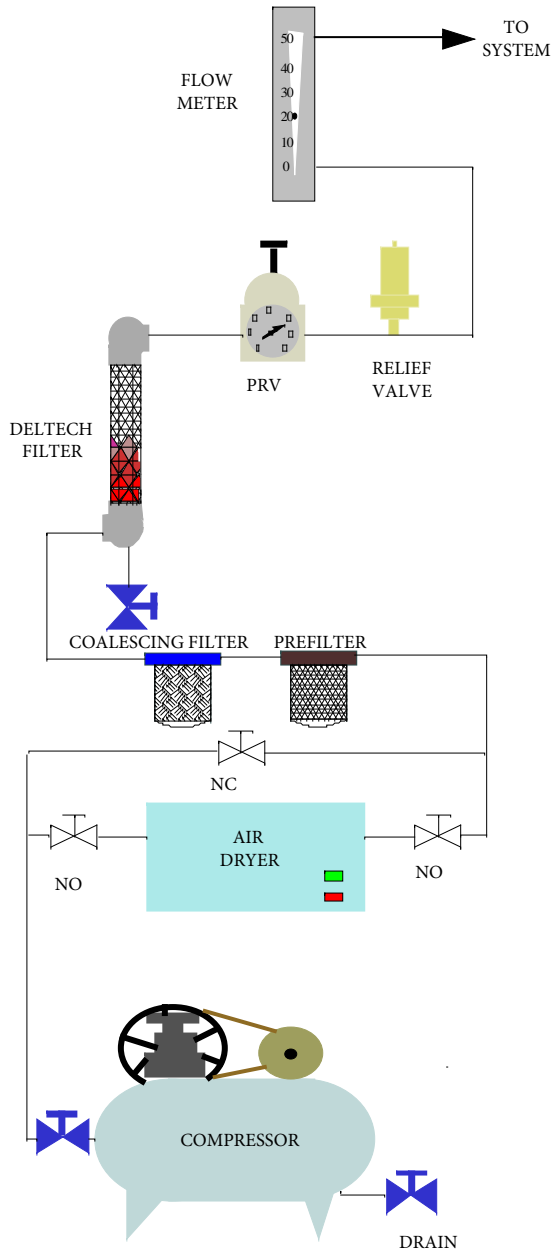 TO
SYSTEM
FLOW
METER
50
40
30
20
10
0
PRV
RELIEF
VALVE
DELTECH
FILTER
COALESCING FILTER
PREFILTER
NC
AIR
DRYER
NO
NO
COMPRESSOR
DRAIN